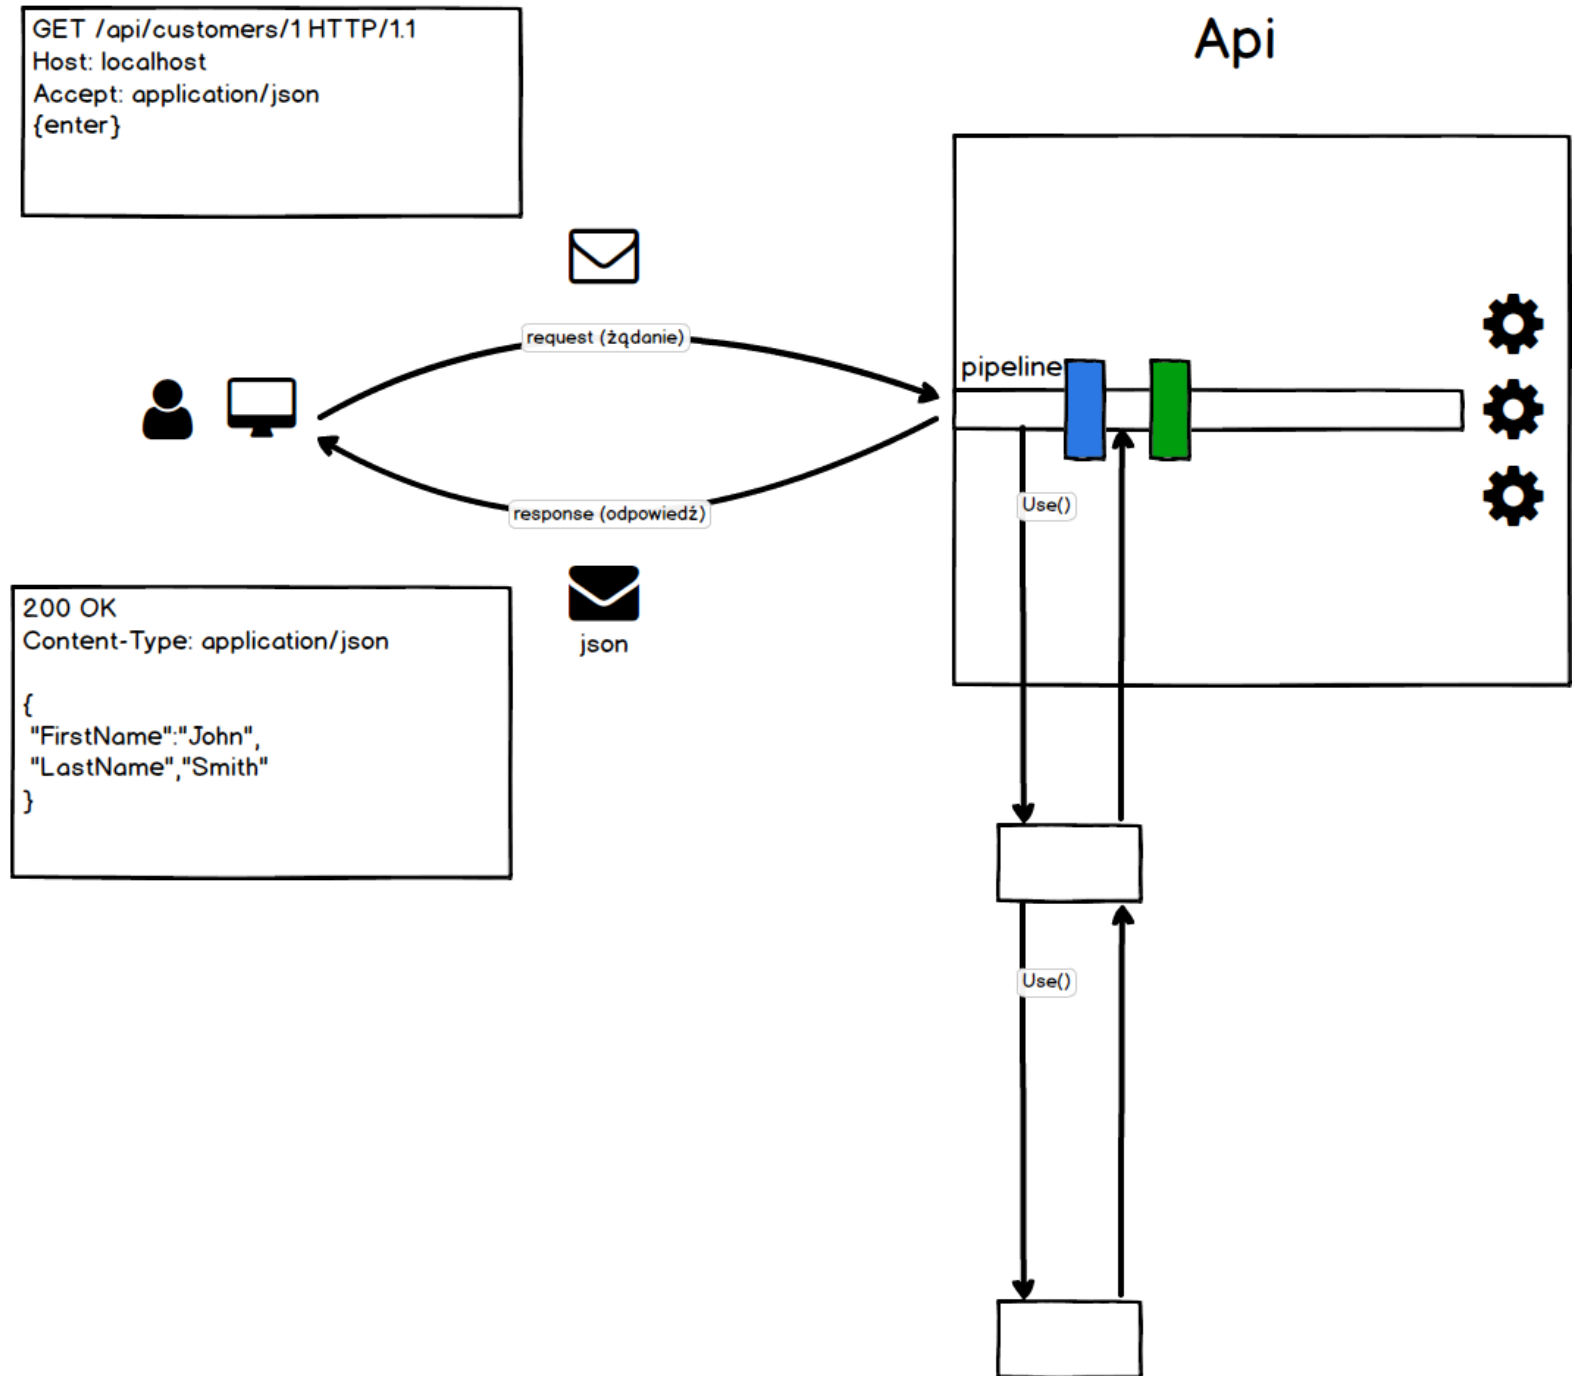 GET /api/customers/1 HTTP/1.1
Host: localhost
Accept: application/json
{enter}
Api
request (żądanie)
pipeline
Use()
response (odpowiedź)
json
200 OK
Content-Type: application/json
{
"FirstName":"John",
"LastName","Smith"
}
Use()